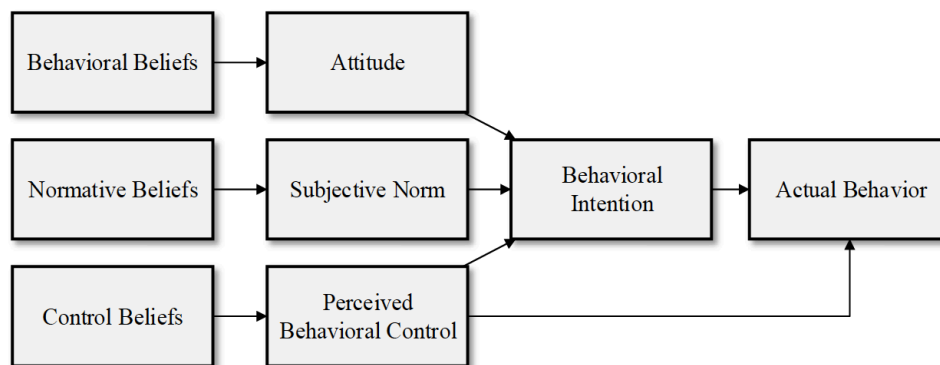 Behavioral Beliefs
Attitude
Normative Beliefs
Subjective Norm
Behavioral
Intention
Actual Behavior
Control Beliefs
Perceived
Behavioral Control